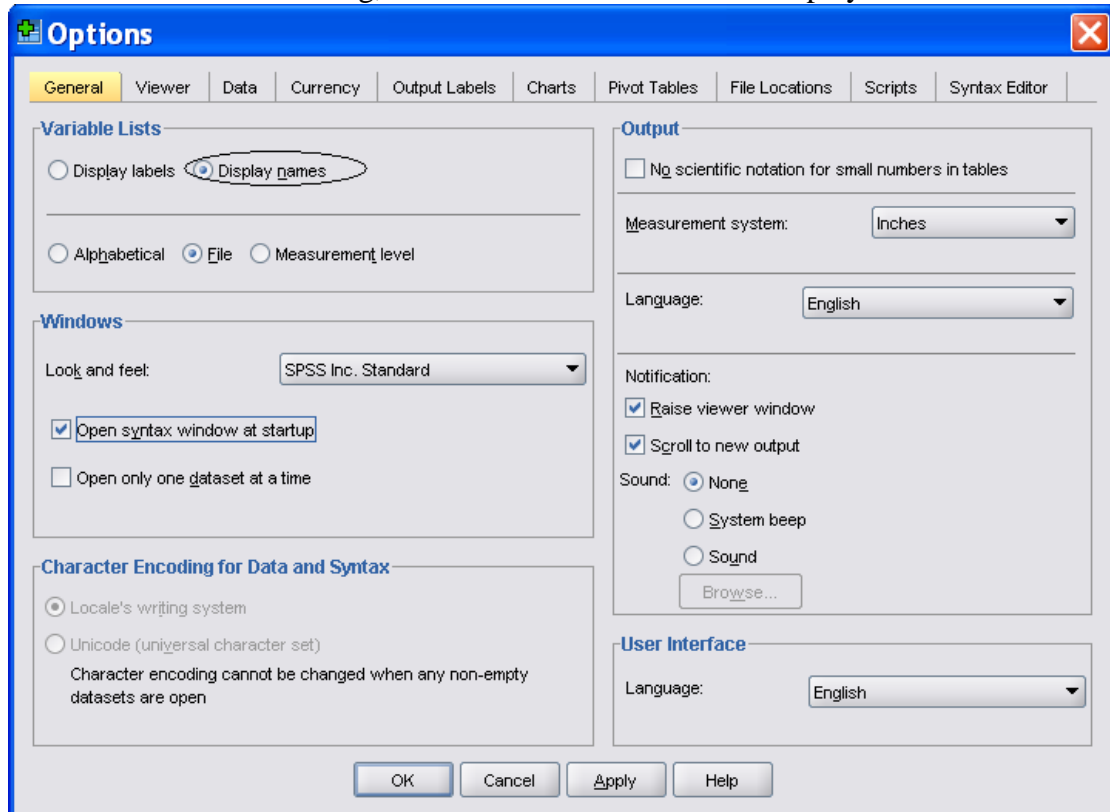 Options
General Viewer Data Currency Output Labels Charts Pivot Tables File Locations Scripts Syntax Editor
Variable Lists
Display labels Display names
Alphabetical File Measurement level
Windows
Look and feel: SPSS Inc. Standard
Open syntax window at startup
Open only one dataset at a time
Character Encoding for Data and Syntax
Locale's writing system
Unicode (universal character set)
Character encoding cannot be changed when any non-empty
datasets are open
Output
No scientific notation for small numbers in tables
Measurement system: Inches
Language: English
Notification:
Raise viewer window
Scroll to new output
Sound: None
System beep
Sound
Browse...
User Interface
Language: English
OK Cancel Apply Help